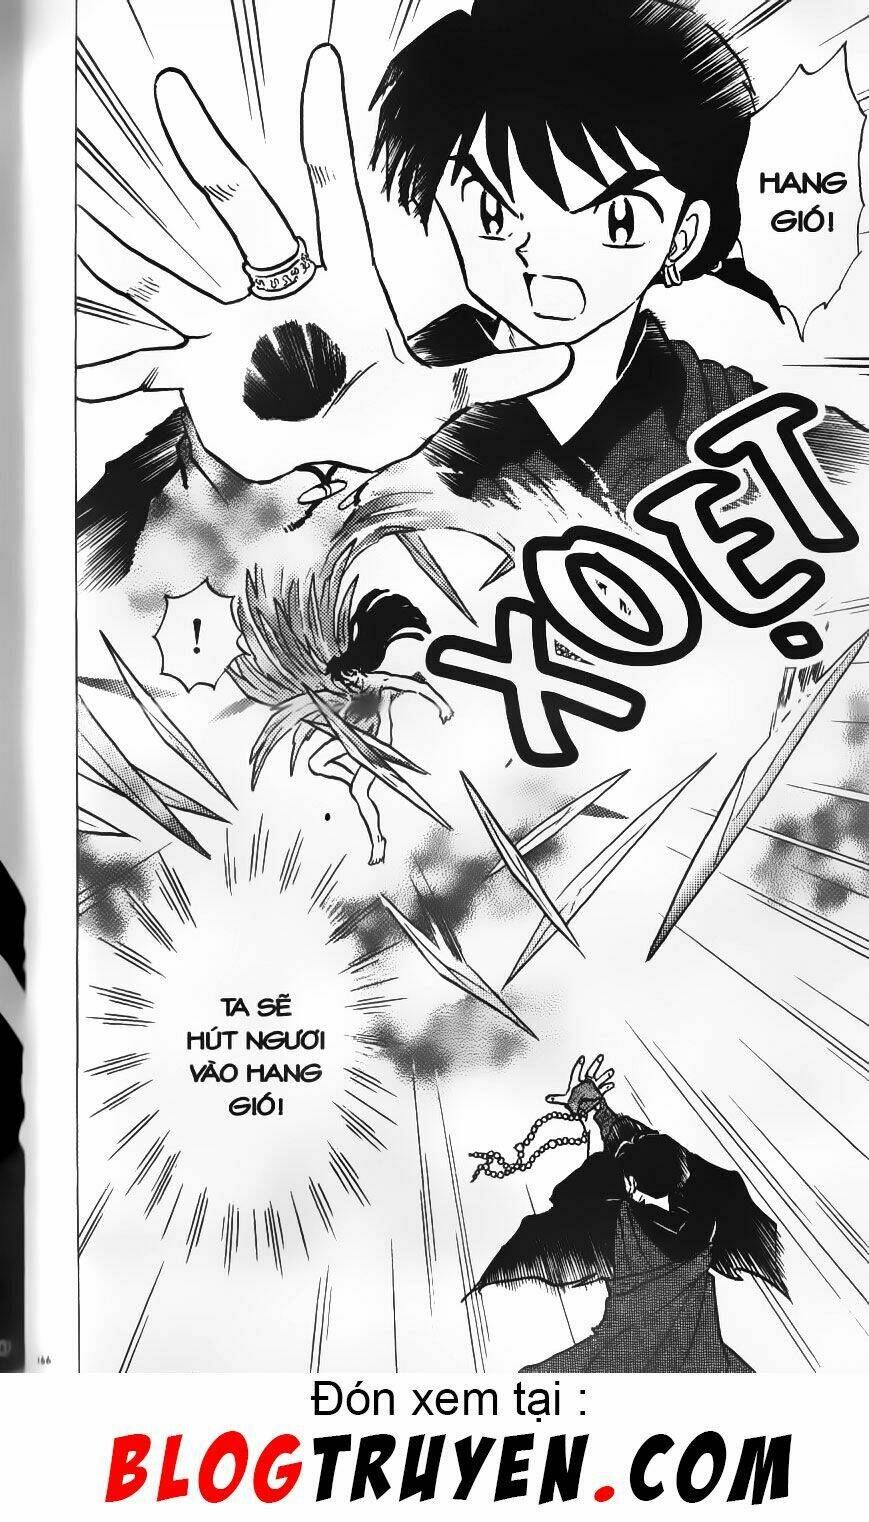 HANG
GIÓ!
XOẸT
!
TA SẼ
HÚT NGƯƠI
VÀO HANG
GIÓ!
166
Đón xem tại :
BLOGTRUYEN.COM